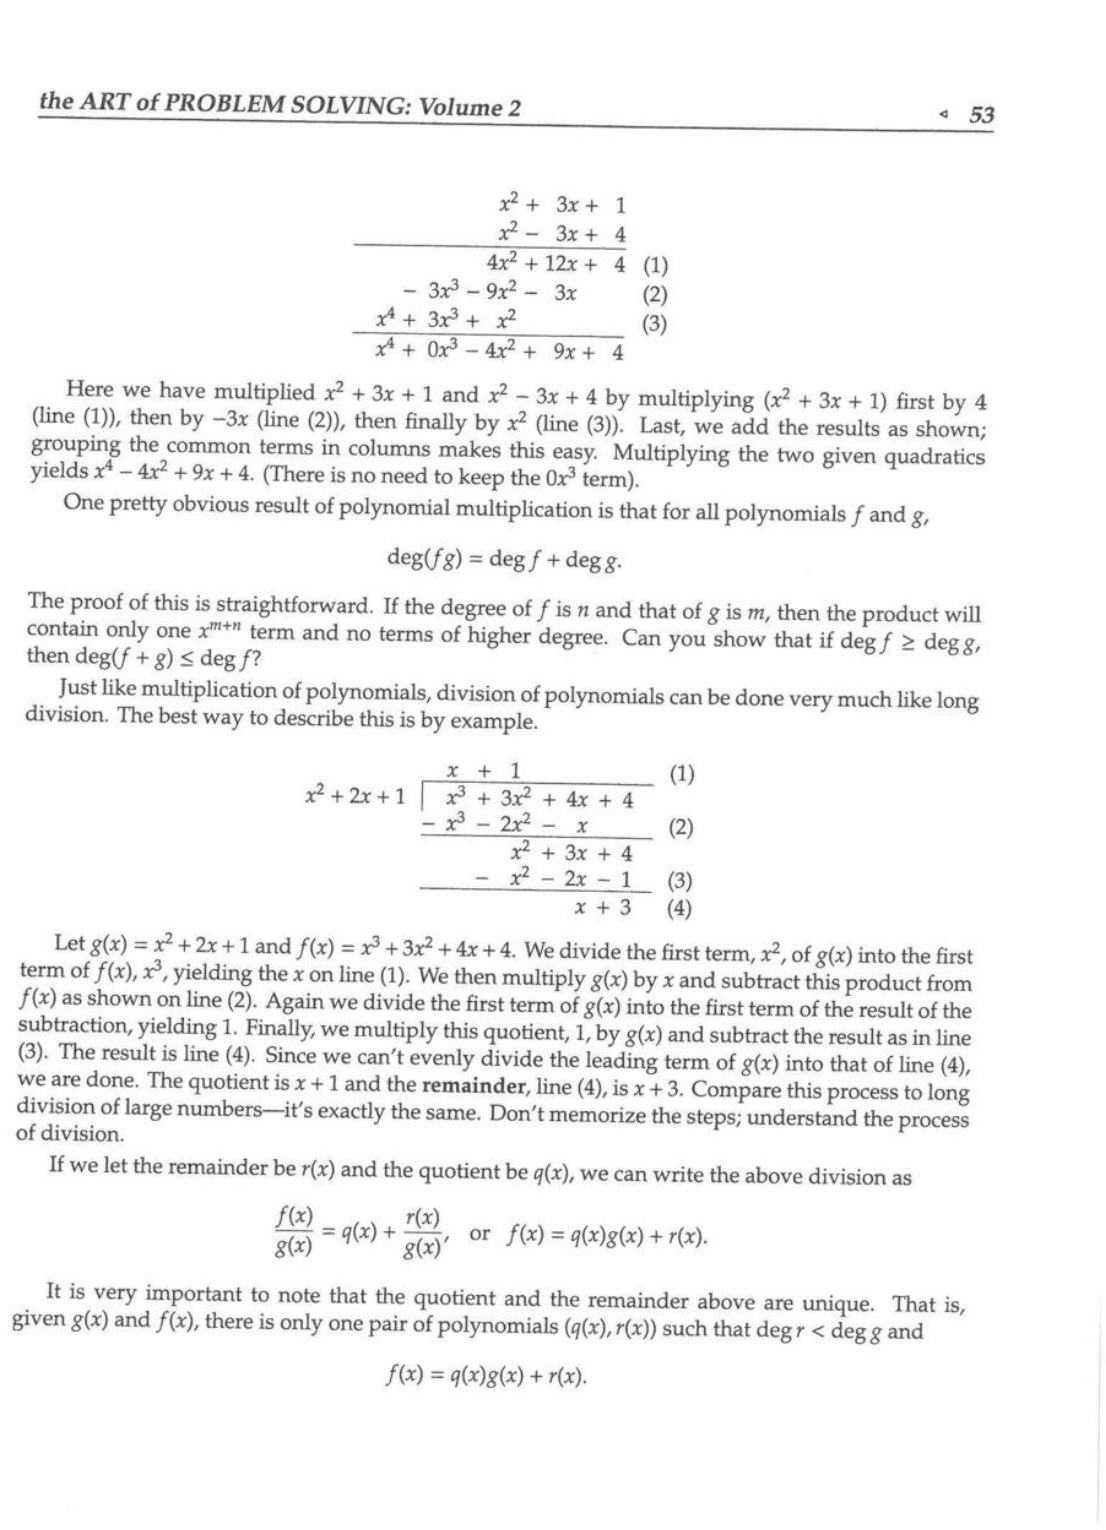 the ART of PROBLEM SOLVING: Volume 2 ◃ 53
x² + 3x + 1
x² − 3x + 4
4x² + 12x + 4 (1)
− 3x³ − 9x² − 3x (2)
x⁴ + 3x³ + x² (3)
x⁴ + 0x³ − 4x² + 9x + 4
Here we have multiplied x² + 3x + 1 and x² − 3x + 4 by multiplying (x² + 3x + 1) first by 4
(line (1)), then by −3x (line (2)), then finally by x² (line (3)). Last, we add the results as shown;
grouping the common terms in columns makes this easy. Multiplying the two given quadratics
yields x⁴ − 4x² + 9x + 4. (There is no need to keep the 0x³ term).
One pretty obvious result of polynomial multiplication is that for all polynomials f and g,
deg(fg) = deg f + deg g.
The proof of this is straightforward. If the degree of f is n and that of g is m, then the product will
contain only one xᵐ⁺ⁿ term and no terms of higher degree. Can you show that if deg f ≥ deg g,
then deg(f + g) ≤ deg f?
Just like multiplication of polynomials, division of polynomials can be done very much like long
division. The best way to describe this is by example.
x + 1 (1)
x² + 2x + 1 | x³ + 3x² + 4x + 4
− x³ − 2x² − x (2)
x² + 3x + 4
− x² − 2x − 1 (3)
x + 3 (4)
Let g(x) = x² + 2x + 1 and f(x) = x³ + 3x² + 4x + 4. We divide the first term, x², of g(x) into the first
term of f(x), x³, yielding the x on line (1). We then multiply g(x) by x and subtract this product from
f(x) as shown on line (2). Again we divide the first term of g(x) into the first term of the result of the
subtraction, yielding 1. Finally, we multiply this quotient, 1, by g(x) and subtract the result as in line
(3). The result is line (4). Since we can't evenly divide the leading term of g(x) into that of line (4),
we are done. The quotient is x + 1 and the remainder, line (4), is x + 3. Compare this process to long
division of large numbers—it's exactly the same. Don't memorize the steps; understand the process
of division.
If we let the remainder be r(x) and the quotient be q(x), we can write the above division as
f(x)/g(x) = q(x) + r(x)/g(x), or f(x) = q(x)g(x) + r(x).
It is very important to note that the quotient and the remainder above are unique. That is,
given g(x) and f(x), there is only one pair of polynomials (q(x), r(x)) such that deg r < deg g and
f(x) = q(x)g(x) + r(x).